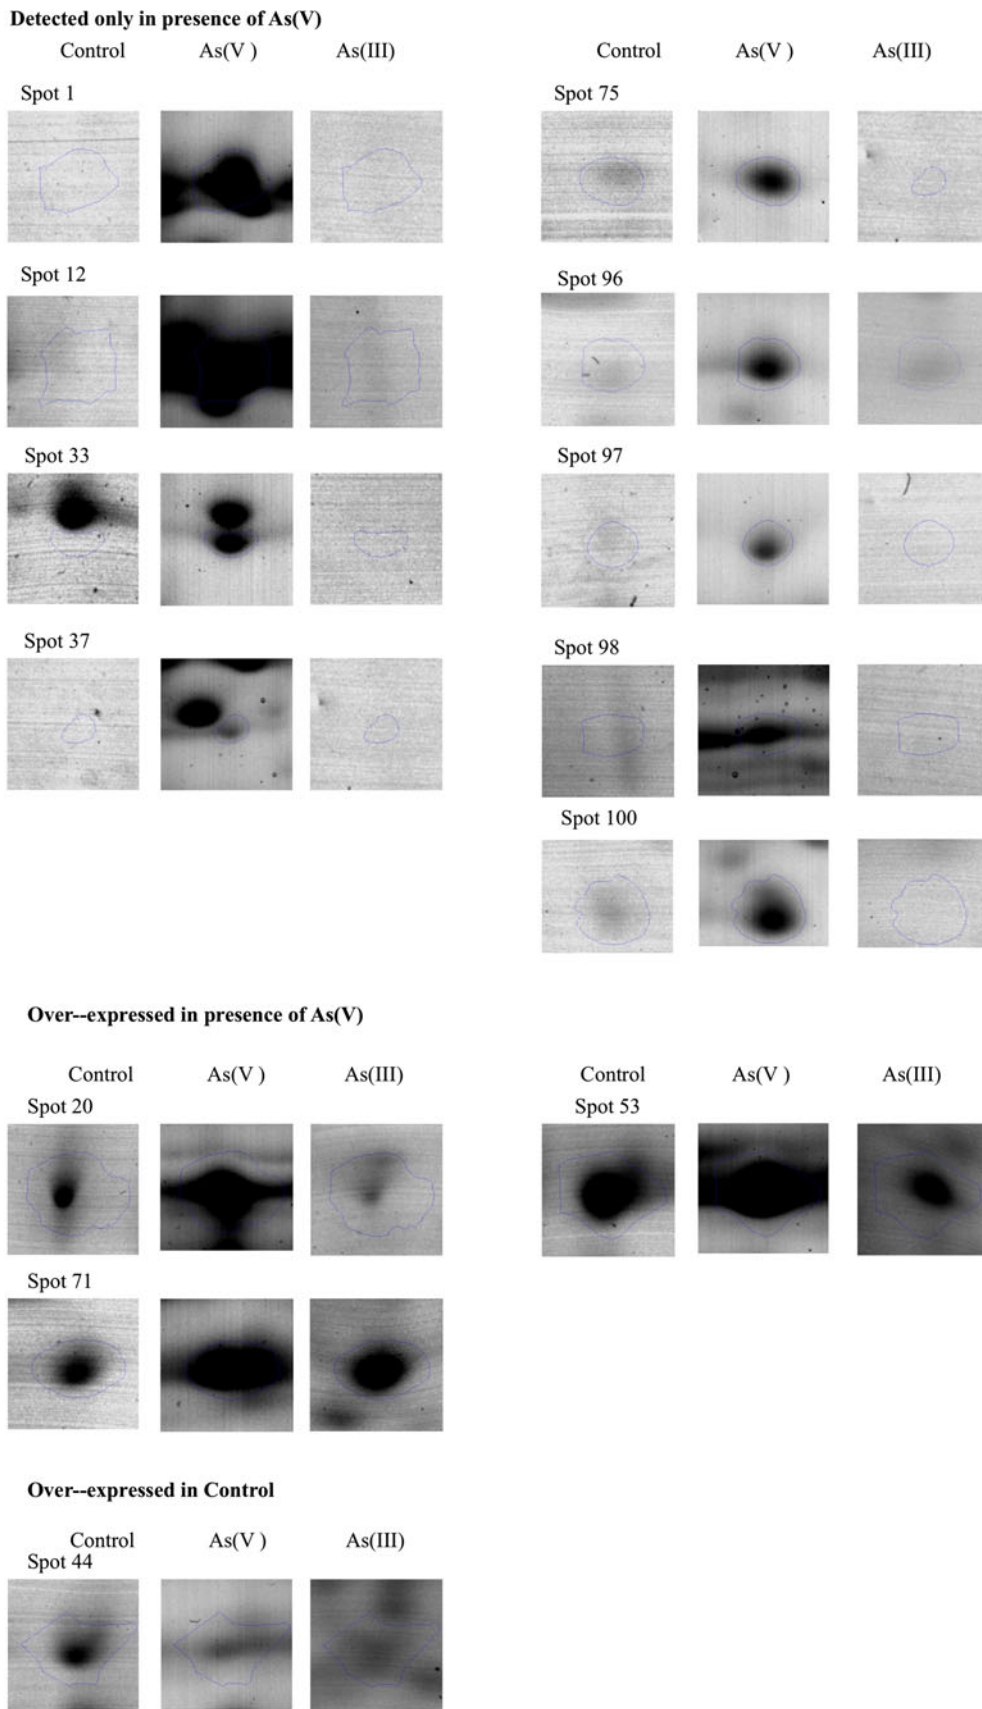 Detected only in presence of As(V)
Control As(V ) As(III)
Spot 1
Spot 12
Spot 33
Spot 37
Control As(V ) As(III)
Spot 75
Spot 96
Spot 97
Spot 98
Spot 100
Over--expressed in presence of As(V)
Control As(V ) As(III)
Spot 20
Spot 71
Control As(V ) As(III)
Spot 53
Over--expressed in Control
Control As(V ) As(III)
Spot 44